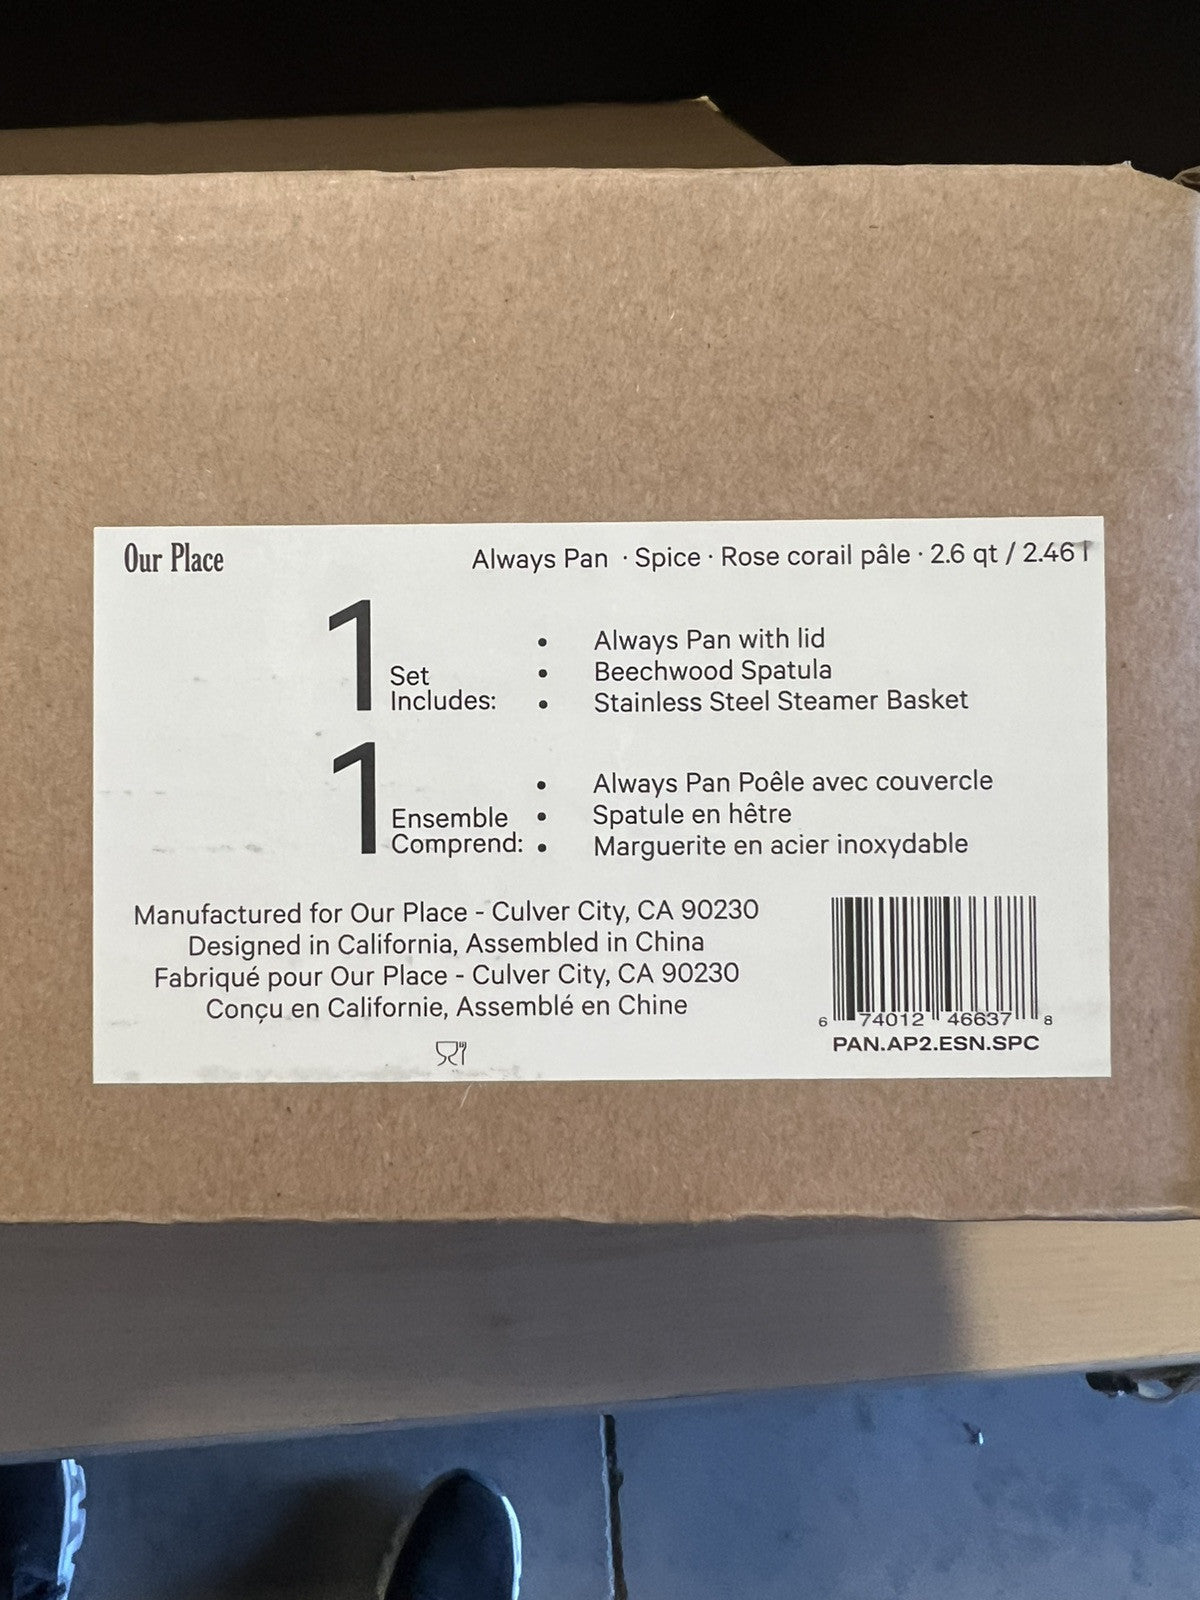 Our Place
Always Pan · Spice · Rose corail pâle · 2.6 qt / 2.46 l
1 Set Includes:
• Always Pan with lid
• Beechwood Spatula
• Stainless Steel Steamer Basket
1 Ensemble Comprend:
• Always Pan Poêle avec couvercle
• Spatule en hêtre
• Marguerite en acier inoxydable
Manufactured for Our Place - Culver City, CA 90230
Designed in California, Assembled in China
Fabriqué pour Our Place - Culver City, CA 90230
Conçu en Californie, Assemblé en Chine
6 74012 46637 8
PAN.AP2.ESN.SPC